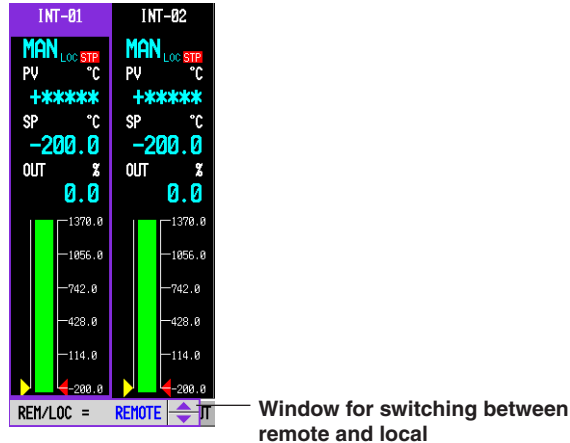 INT-01 INT-02
MAN LOC STP MAN LOC STP
PV °C PV °C
+***** +*****
SP °C SP °C
-200.0 -200.0
OUT % OUT %
0.0 0.0
1370.0 1370.0
1056.0 1056.0
742.0 742.0
428.0 428.0
114.0 114.0
-200.0 -200.0
REM/LOC = REMOTE
Window for switching between
remote and local